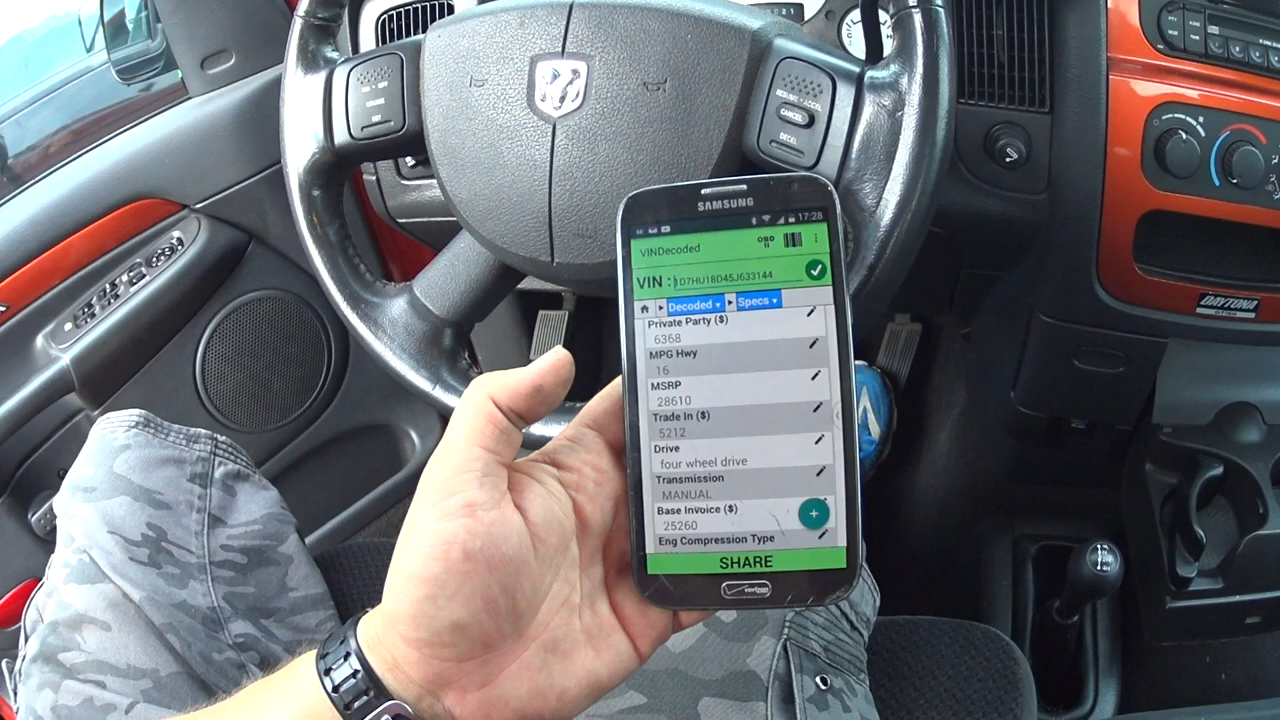 RESUME • ACCEL
CANCEL
DECEL
SAMSUNG
17:28
VINDecoded
OBD
II
VIN : 1D7HU18D45J633144
Decoded
Specs
Private Party ($)
6368
MPG Hwy
16
MSRP
28610
Trade In ($)
5212
Drive
four wheel drive
Transmission
MANUAL
Base Invoice ($)
25260
+
Eng Compression Type
SHARE
verizon
DAYTONA